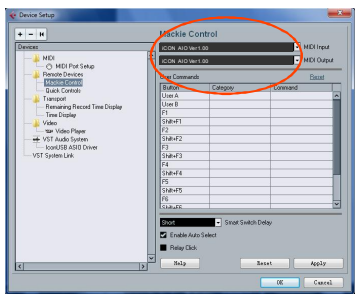 Device Setup
+ - |◄
Devices
MIDI
MIDI Port Setup
Remote Devices
Mackie Control
Quick Controls
Transport
Remaining Record Time Display
Time Display
Video
Video Player
VST Audio System
IconUSB ASIO Driver
VST System Link
Mackie Control
iCON AIO Ver1.00 MIDI Input
iCON AIO Ver1.00 MIDI Output
User Commands Reset
Button Category Command
User A
User B
F1
Shift+F1
F2
Shift+F2
F3
Shift+F3
F4
Shift+F4
F5
Shift+F5
F6
Shift+F6
Short Smart Switch Delay
Enable Auto Select
Relay Click
Help Reset Apply
OK Cancel